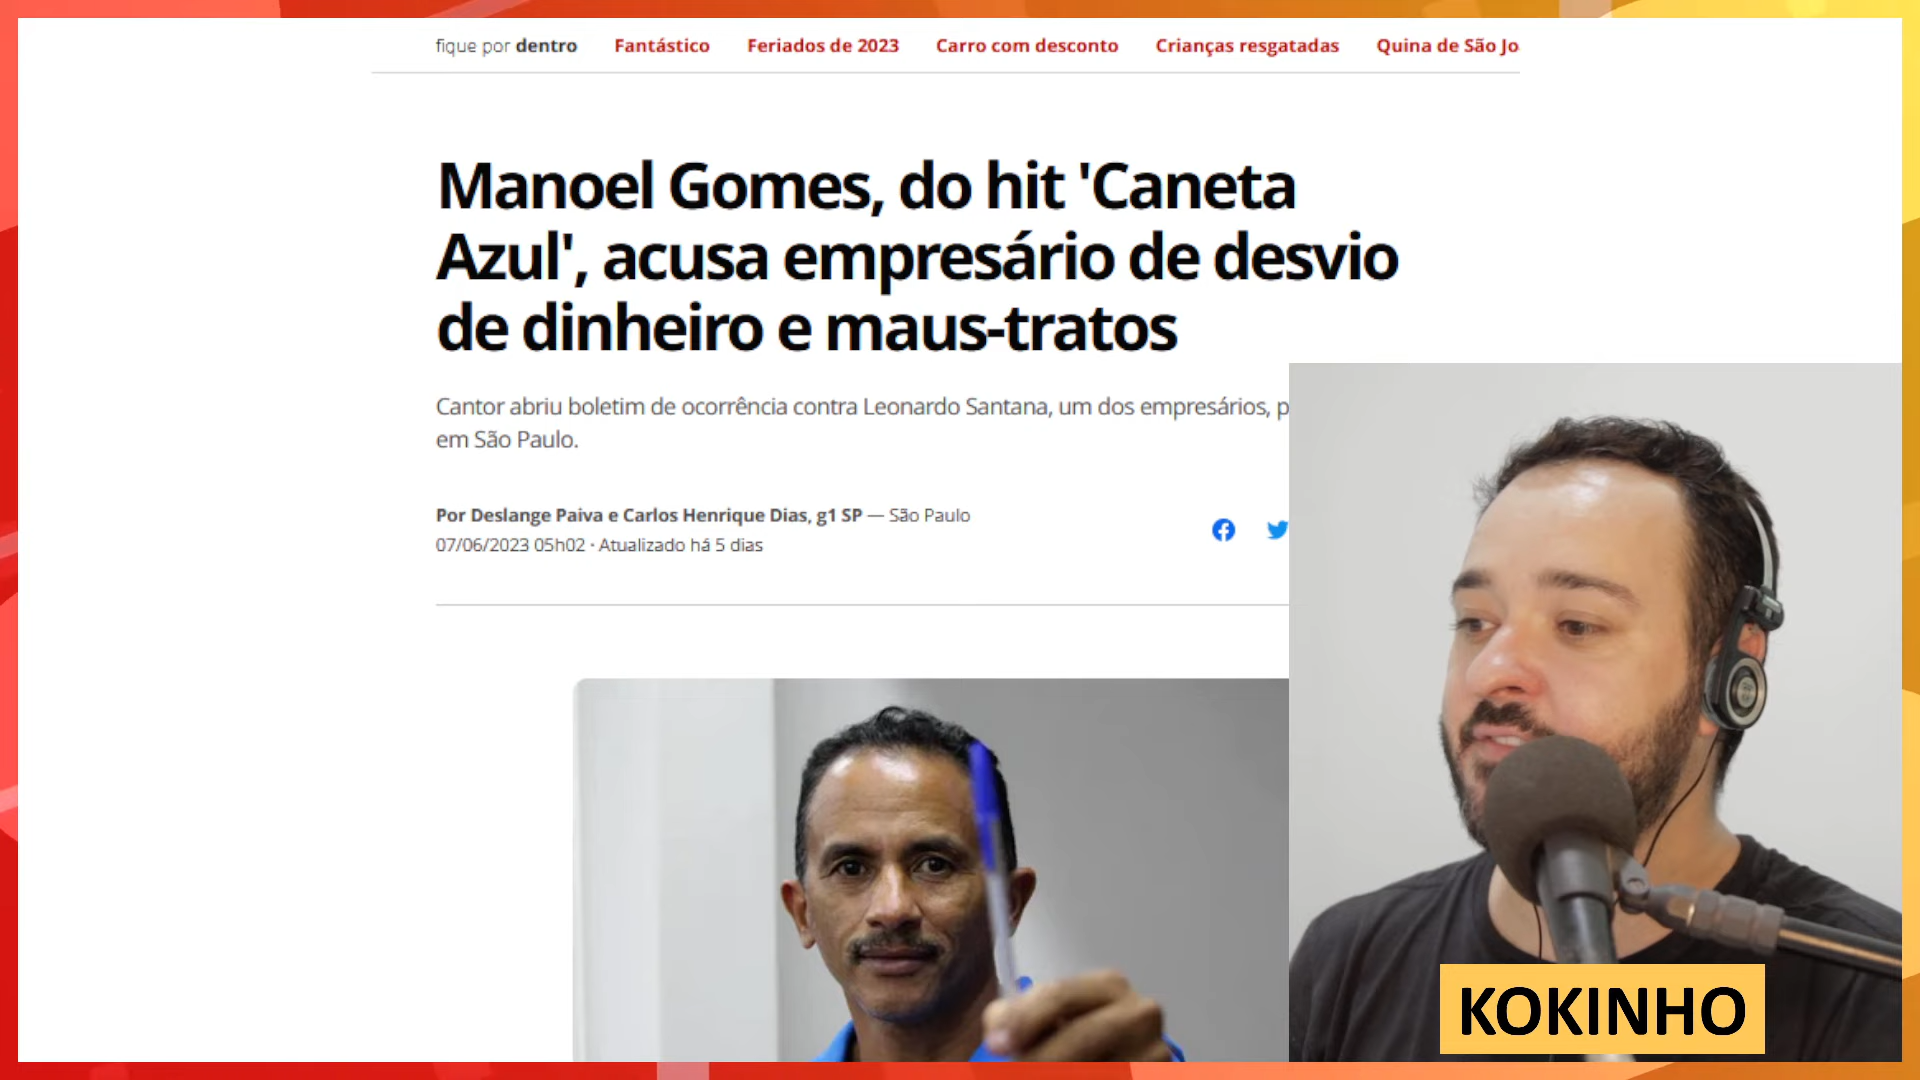 fique por dentro Fantástico Feriados de 2023 Carro com desconto Crianças resgatadas Quina de São Jo
Manoel Gomes, do hit 'Caneta
Azul', acusa empresário de desvio
de dinheiro e maus-tratos
Cantor abriu boletim de ocorrência contra Leonardo Santana, um dos empresários, p
em São Paulo.
Por Deslange Paiva e Carlos Henrique Dias, g1 SP — São Paulo
07/06/2023 05h02 · Atualizado há 5 dias
KOKINHO